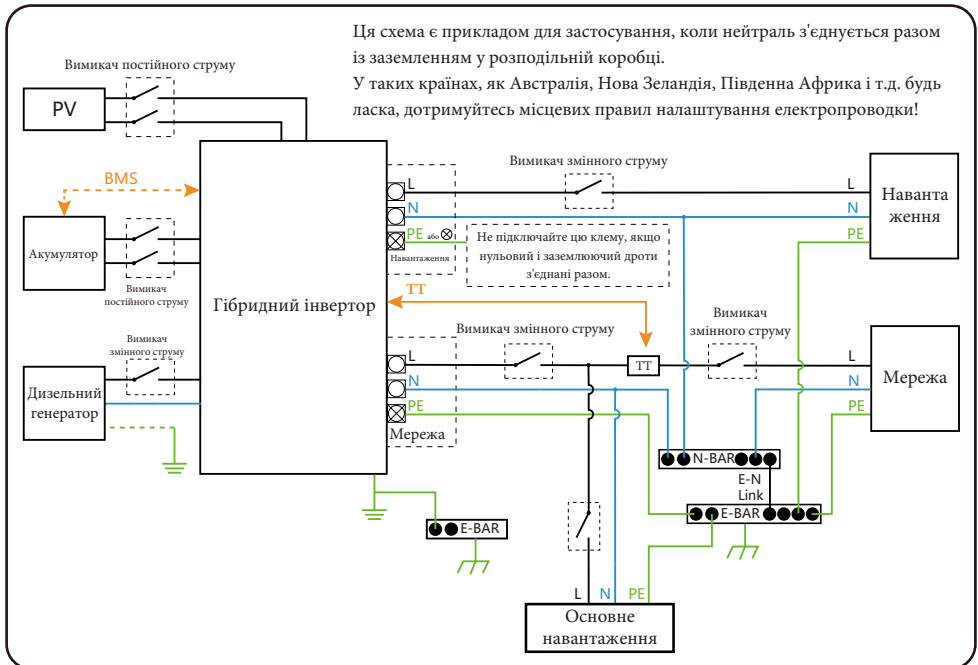 Ця схема є прикладом для застосування, коли нейтраль з'єднується разом
із заземленням у розподільній коробці.
У таких країнах, як Австралія, Нова Зеландія, Південна Африка і т.д. будь
ласка, дотримуйтесь місцевих правил налаштування електропроводки!
Вимикач постійного струму
PV
BMS
Акумулятор
Вимикач
постійного струму
Вимикач
змінного струму
Дизельний
генератор
Гібридний інвертор
L
N
PE або
Навантаження
Вимикач змінного струму
Не підключайте цю клему, якщо
нульовий і заземлюючий дроти
з'єднані разом.
L
N
PE
Наванта
ження
ТТ
Вимикач змінного струму
Вимикач
змінного струму
ТТ
L
N
PE
Мережа
L
N
PE
Мережа
N-BAR
E-N
Link
E-BAR
E-BAR
L
N
PE
Основне
навантаження